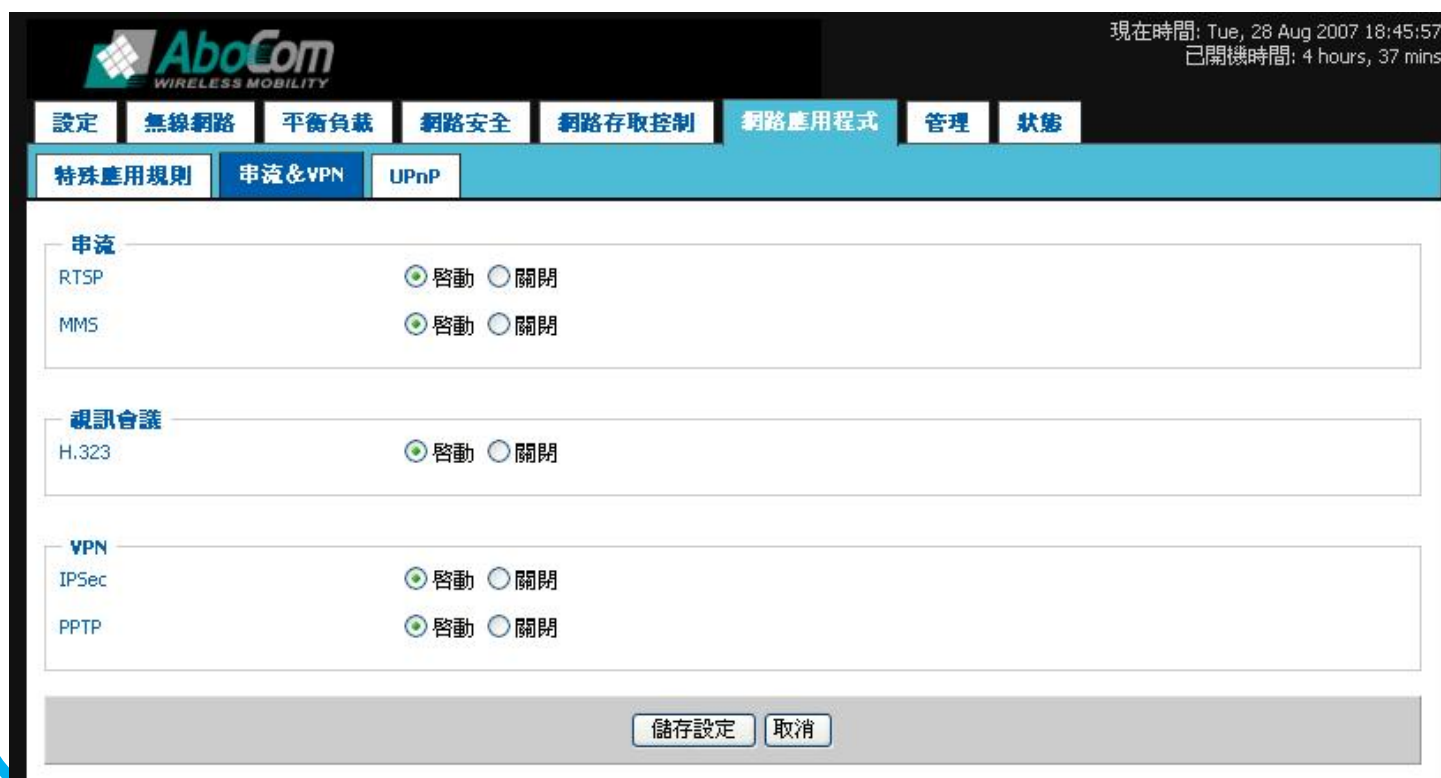 AboCom
WIRELESS MOBILITY
現在時間: Tue, 28 Aug 2007 18:45:57
已開機時間: 4 hours, 37 mins
設定 無線網路 平衡負載 網路安全 網路存取控制 網路應用程式 管理 狀態
特殊應用規則 串流&VPN UPnP
串流
RTSP 啓動 關閉
MMS 啓動 關閉
視訊會議
H.323 啓動 關閉
VPN
IPSec 啓動 關閉
PPTP 啓動 關閉
儲存設定 取消